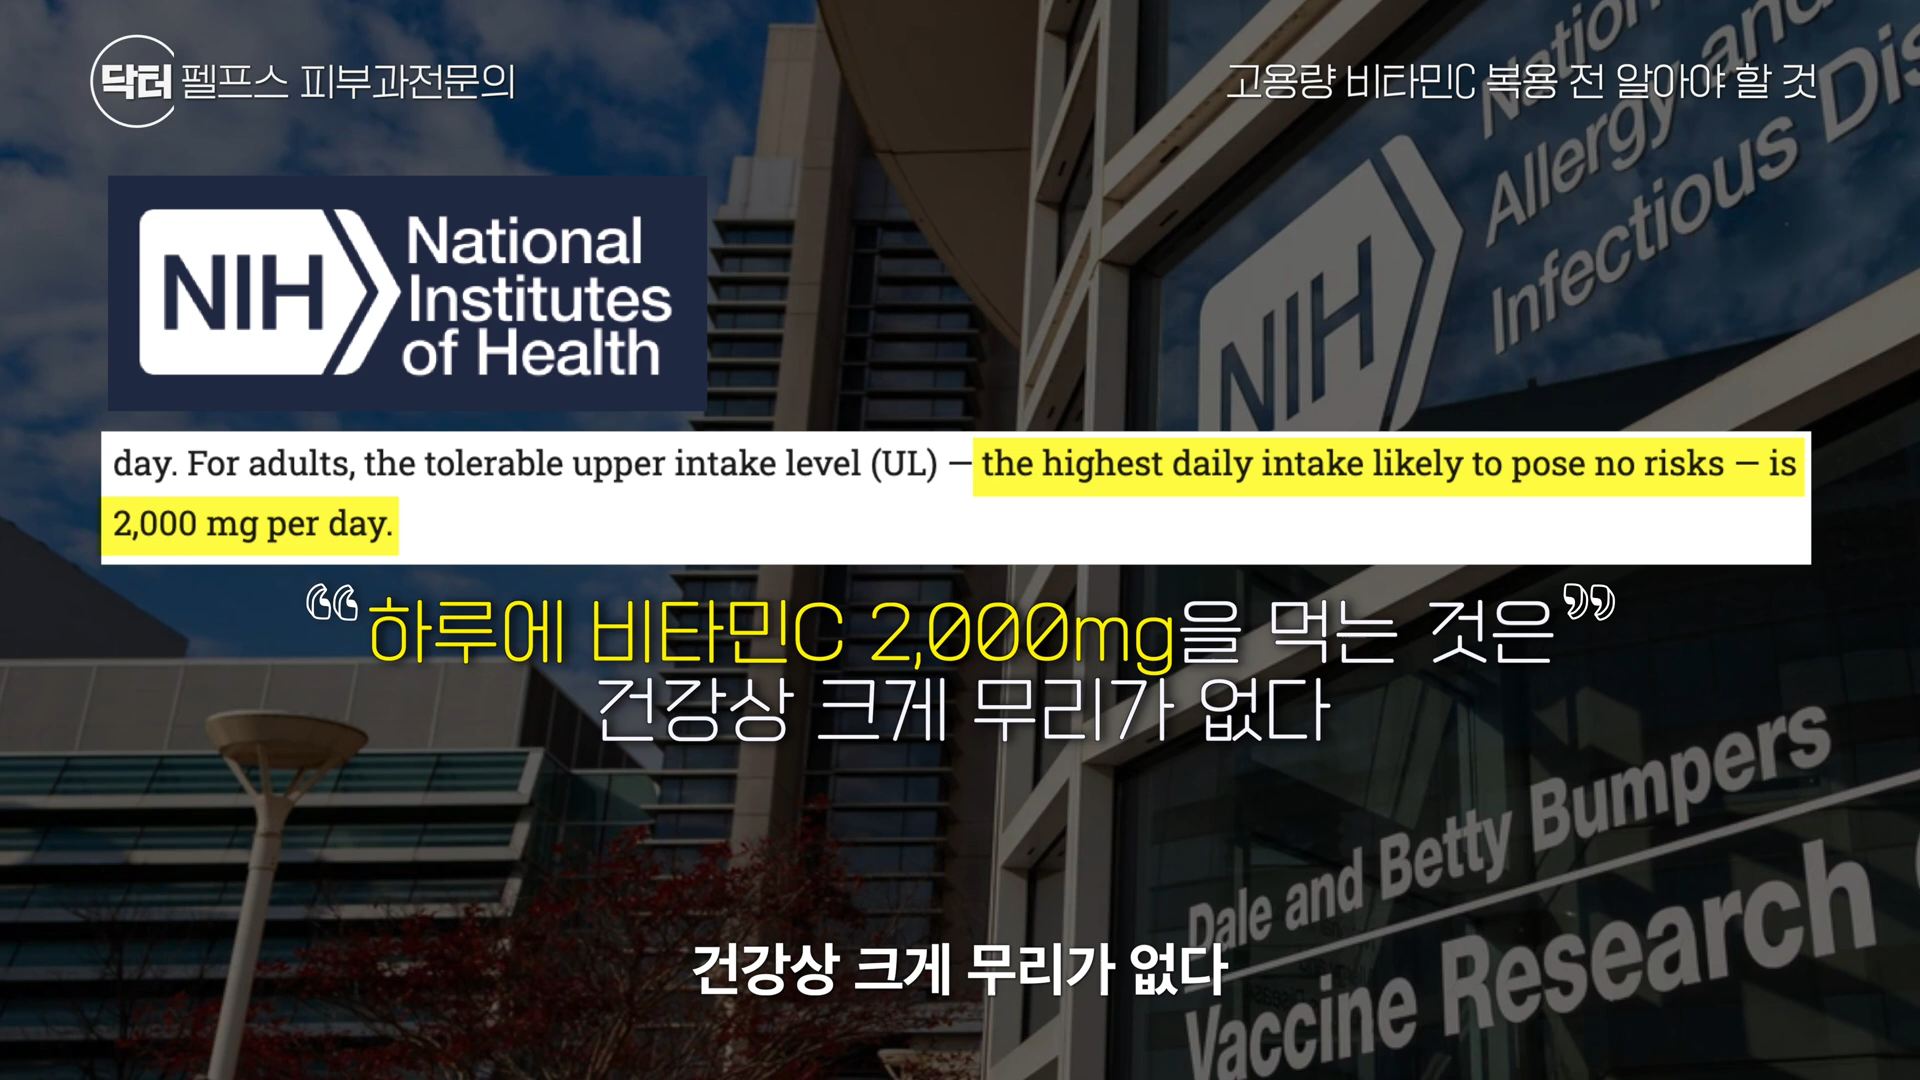 닥터 펠프스 피부과전문의
고용량 비타민C 복용 전 알아야 할 것
NIH National
Institutes
of Health
Allergy and
Infectious Dis
NIH
day. For adults, the tolerable upper intake level (UL) — the highest daily intake likely to pose no risks — is
2,000 mg per day.
“하루에 비타민C 2,000mg을 먹는 것은”
건강상 크게 무리가 없다
Dale and Betty Bumpers
Vaccine Research
건강상 크게 무리가 없다